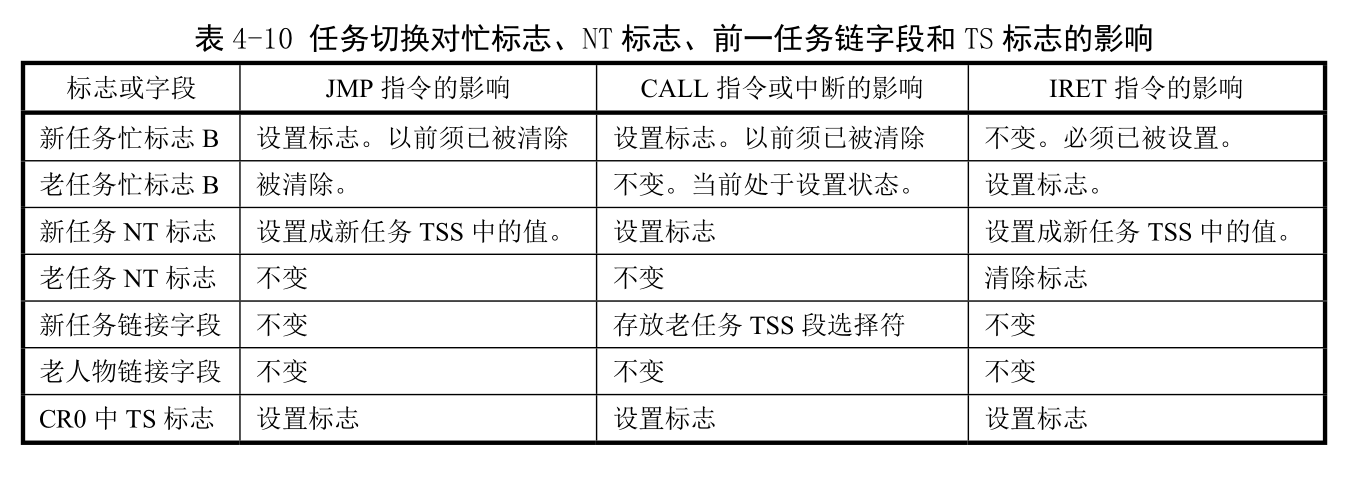 表 4-10 任务切换对忙标志、NT 标志、前一任务链字段和 TS 标志的影响
标志或字段 JMP 指令的影响 CALL 指令或中断的影响 IRET 指令的影响
新任务忙标志 B 设置标志。以前须已被清除 设置标志。以前须已被清除 不变。必须已被设置。
老任务忙标志 B 被清除。 不变。当前处于设置状态。 设置标志。
新任务 NT 标志 设置成新任务 TSS 中的值。 设置标志 设置成新任务 TSS 中的值。
老任务 NT 标志 不变 不变 清除标志
新任务链接字段 不变 存放老任务 TSS 段选择符 不变
老人物链接字段 不变 不变 不变
CR0 中 TS 标志 设置标志 设置标志 设置标志